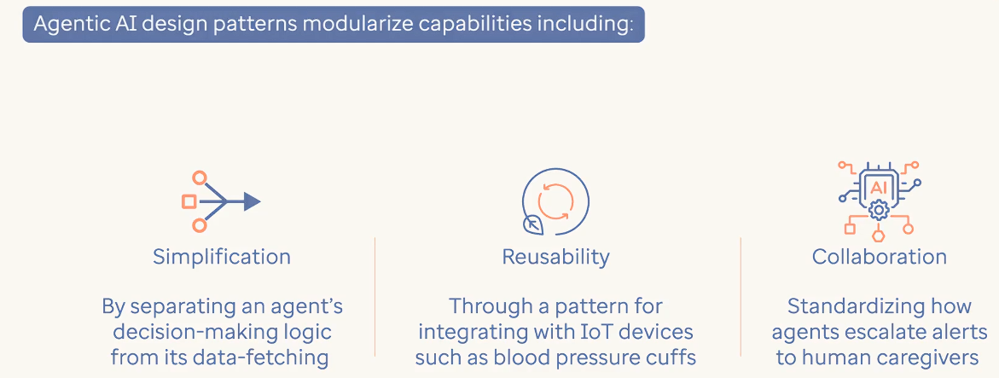 Agentic AI design patterns modularize capabilities including:
AI
Simplification
By separating an agent's
decision-making logic
from its data-fetching
Reusability
Through a pattern for
integrating with IoT devices
such as blood pressure cuffs
Collaboration
Standardizing how
agents escalate alerts
to human caregivers